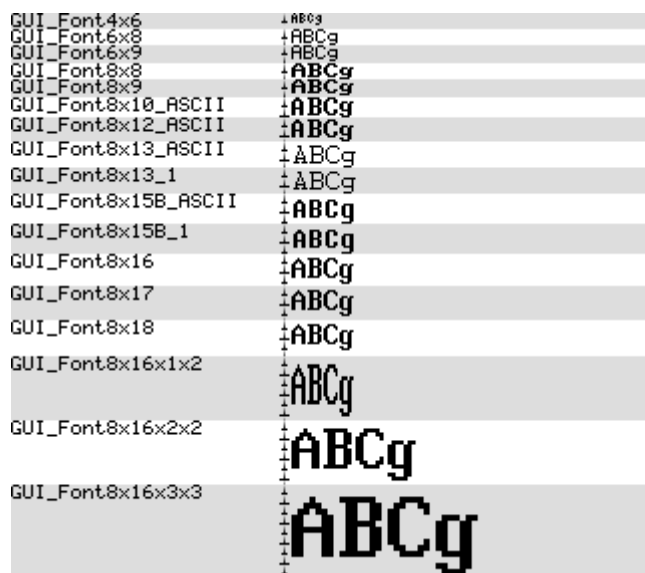 GUI_Font4x6 ABCg
GUI_Font6x8 ABCg
GUI_Font6x9 ABCg
GUI_Font8x8 ABCg
GUI_Font8x9 ABCg
GUI_Font8x10_ASCII ABCg
GUI_Font8x12_ASCII ABCg
GUI_Font8x13_ASCII ABCg
GUI_Font8x13_1 ABCg
GUI_Font8x15B_ASCII ABCg
GUI_Font8x15B_1 ABCg
GUI_Font8x16 ABCg
GUI_Font8x17 ABCg
GUI_Font8x18 ABCg
GUI_Font8x16x1x2 ABCg
GUI_Font8x16x2x2 ABCg
GUI_Font8x16x3x3 ABCg